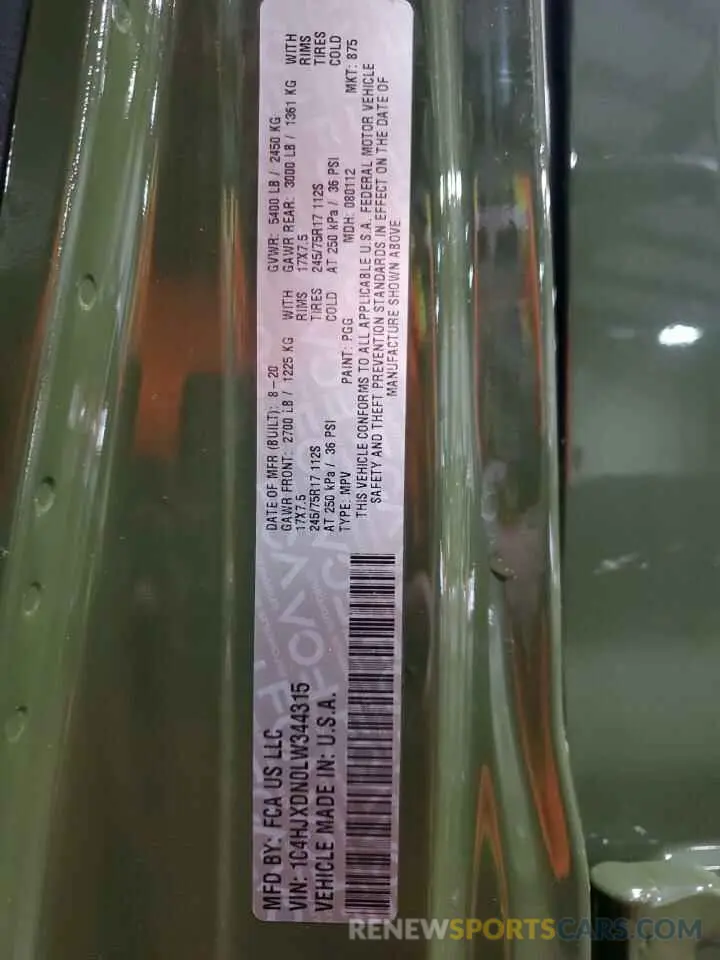 MFD BY: FCA US LLC
DATE OF MFR (BUILT): 8-20
GVWR: 5400 LB / 2450 KG
VIN: 1C4HJXDN0LW344315
GAWR FRONT: 2700 LB / 1225 KG WITH
GAWR REAR: 3000 LB / 1361 KG WITH
17X7.5 RIMS
17X7.5 RIMS
VEHICLE MADE IN: U.S.A.
245/75R17 112S TIRES
245/75R17 112S TIRES
AT 250 kPa / 36 PSI COLD
AT 250 kPa / 36 PSI COLD
TYPE: MPV PAINT: PGG MDH: 080112 MKT: 875
THIS VEHICLE CONFORMS TO ALL APPLICABLE U.S.A. FEDERAL MOTOR VEHICLE
SAFETY AND THEFT PREVENTION STANDARDS IN EFFECT ON THE DATE OF
MANUFACTURE SHOWN ABOVE
RENEWSPORTSCARS.COM